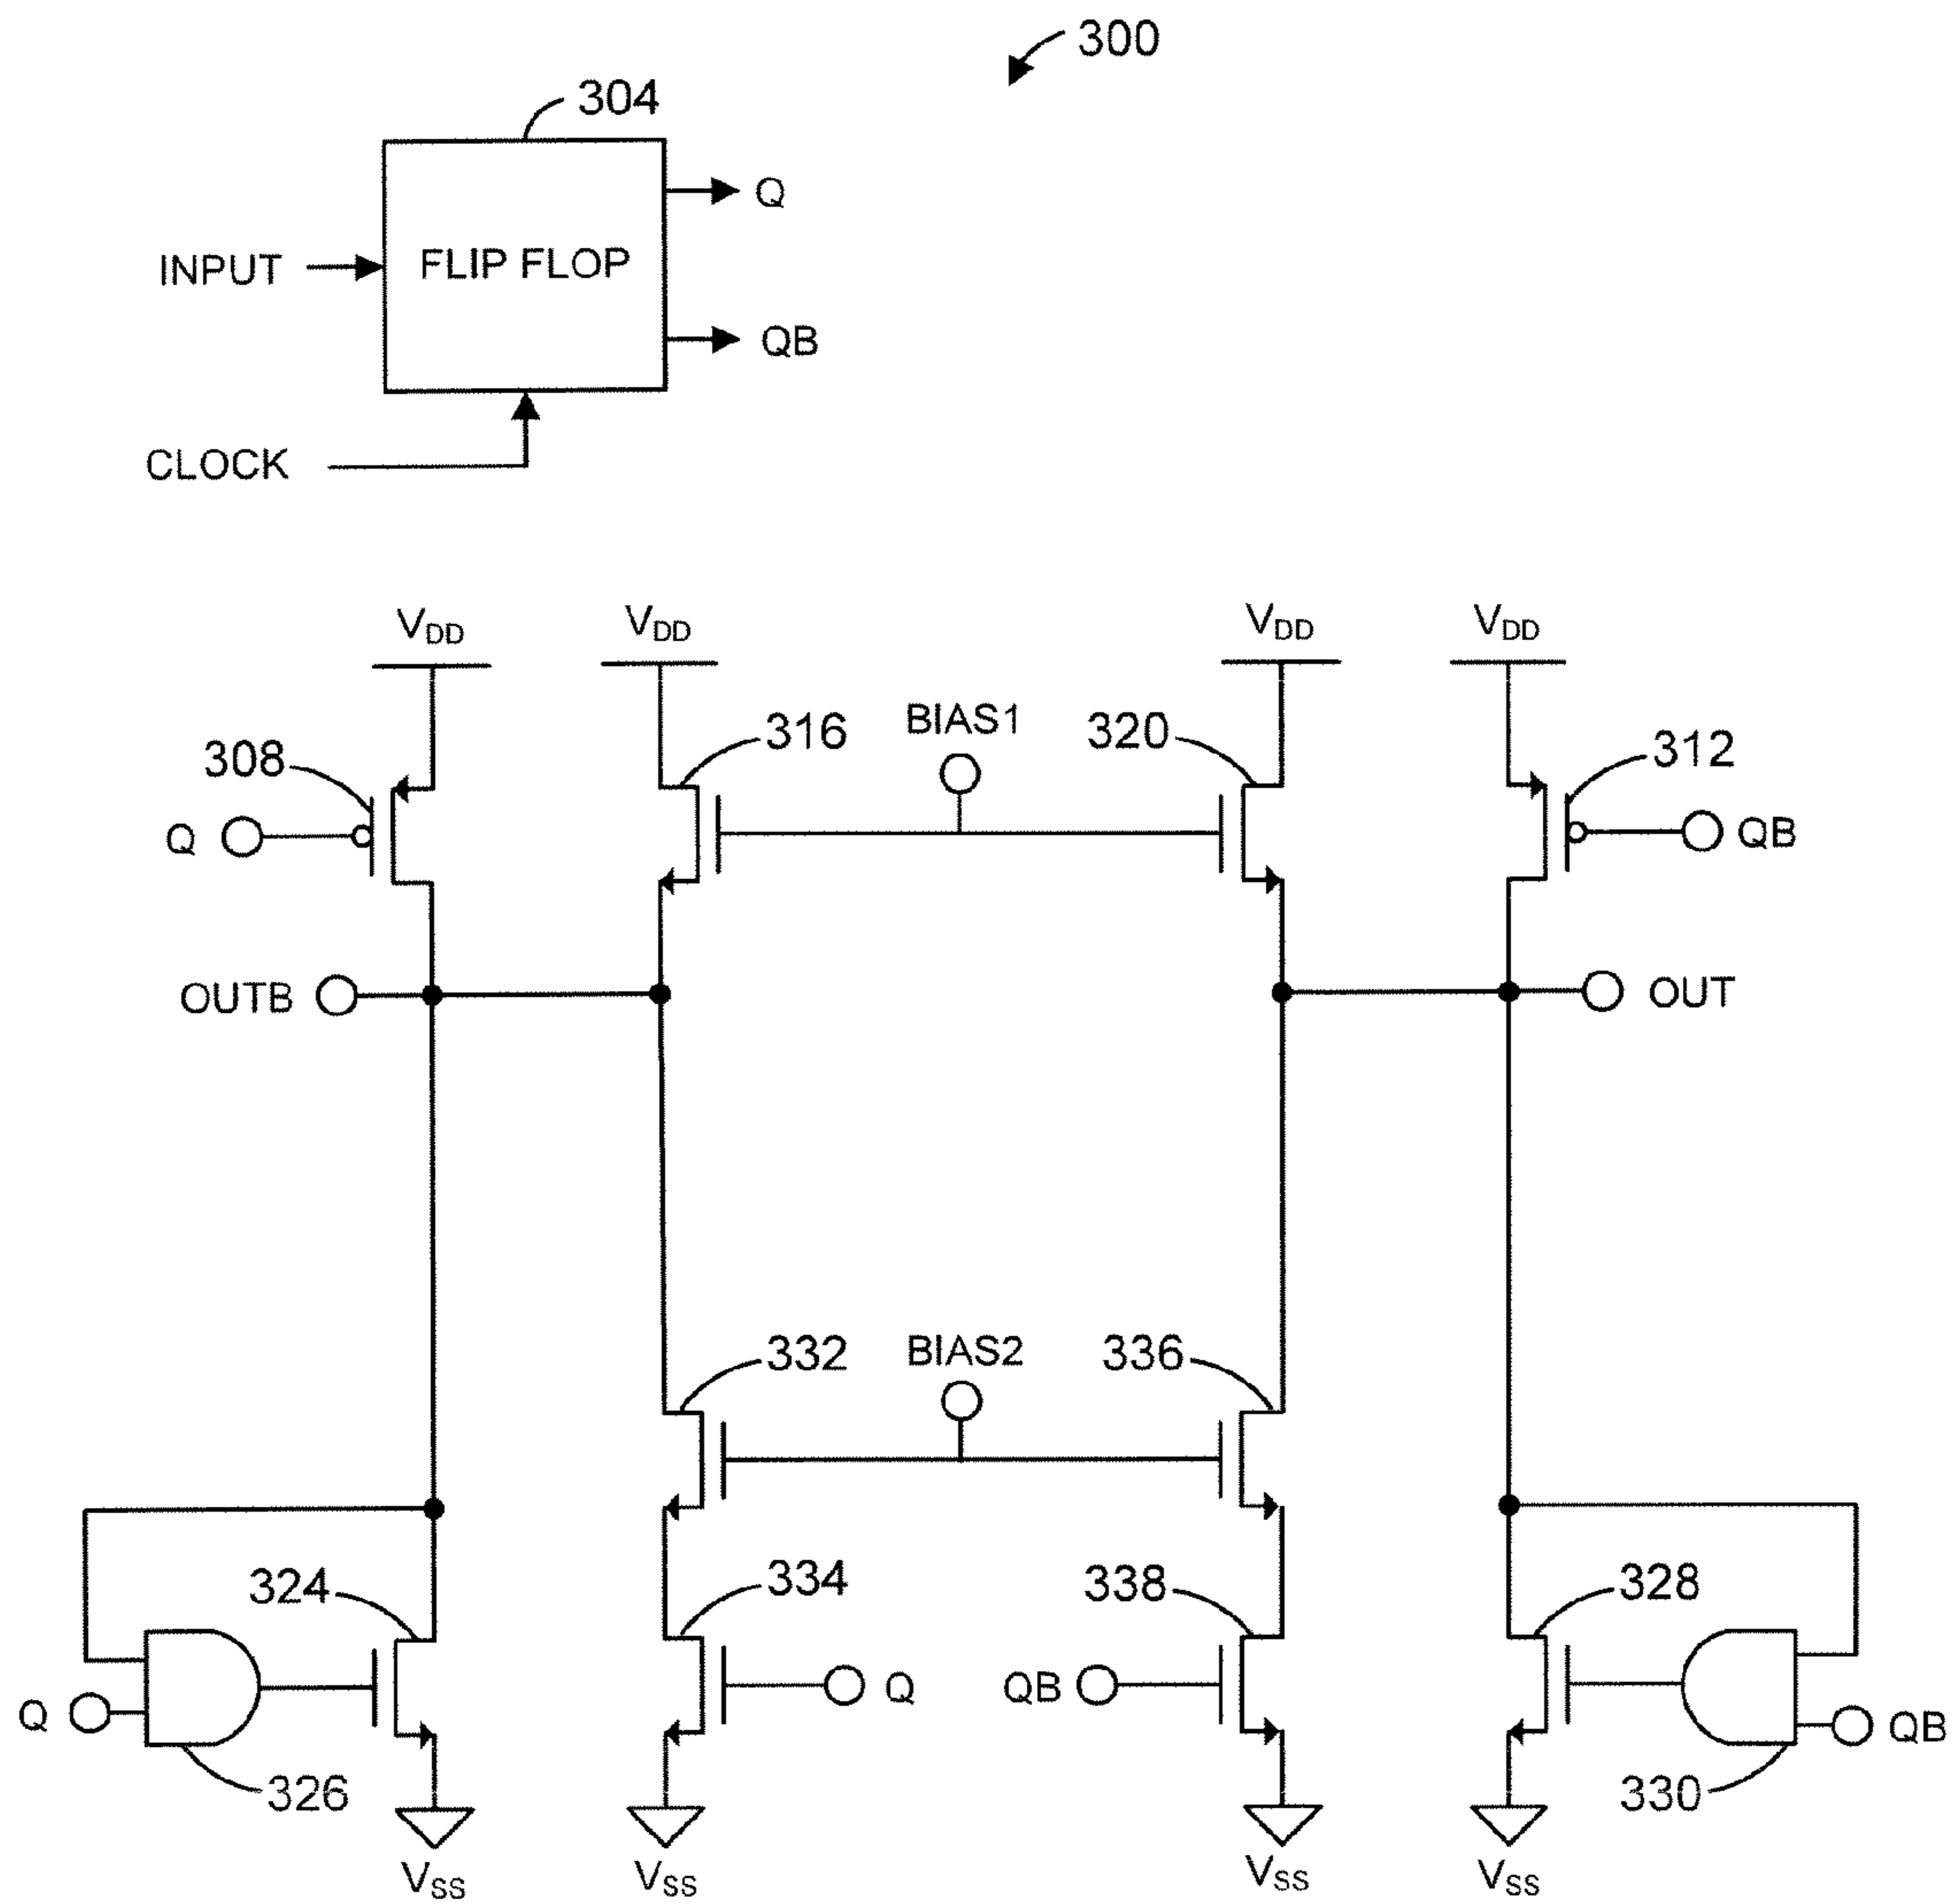 300
304
Q
INPUT
FLIP FLOP
QB
CLOCK
VDD
VDD
VDD
VDD
308
316
BIAS1
320
312
Q
QB
OUTB
OUT
332
BIAS2
336
324
334
338
328
Q
Q
QB
QB
326
330
VSS
VSS
VSS
VSS